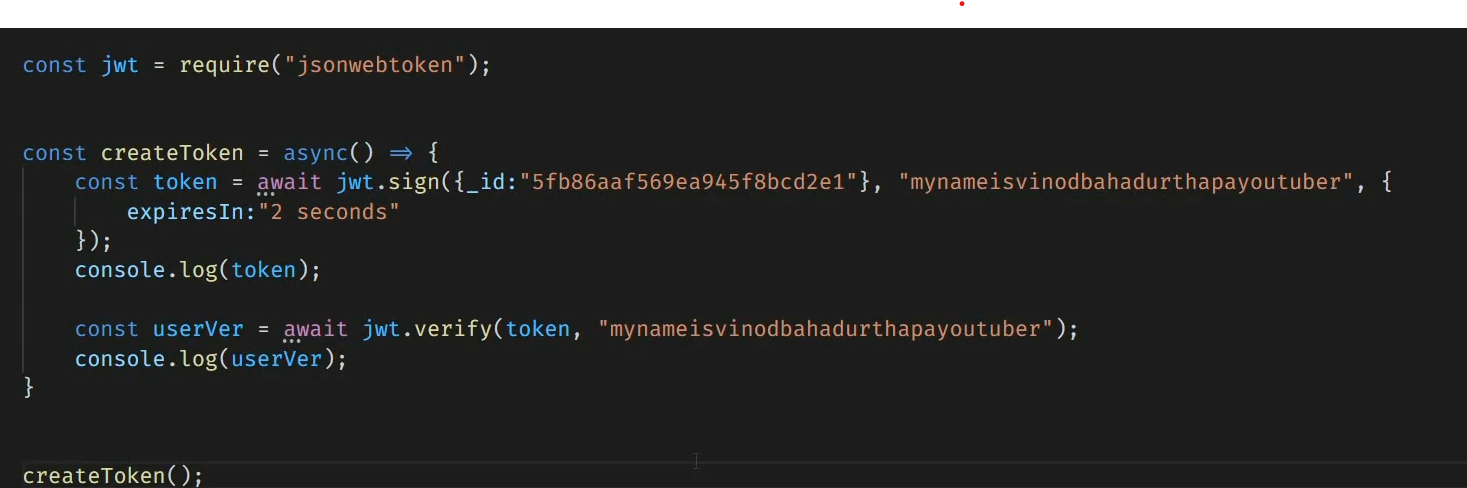 const jwt = require("jsonwebtoken");
const createToken = async() => {
const token = await jwt.sign({_id:"5fb86aaf569ea945f8bcd2e1"}, "mynameisvinodbahadurthapayoutuber", {
expiresIn:"2 seconds"
});
console.log(token);
const userVer = await jwt.verify(token, "mynameisvinodbahadurthapayoutuber");
console.log(userVer);
}
createToken();